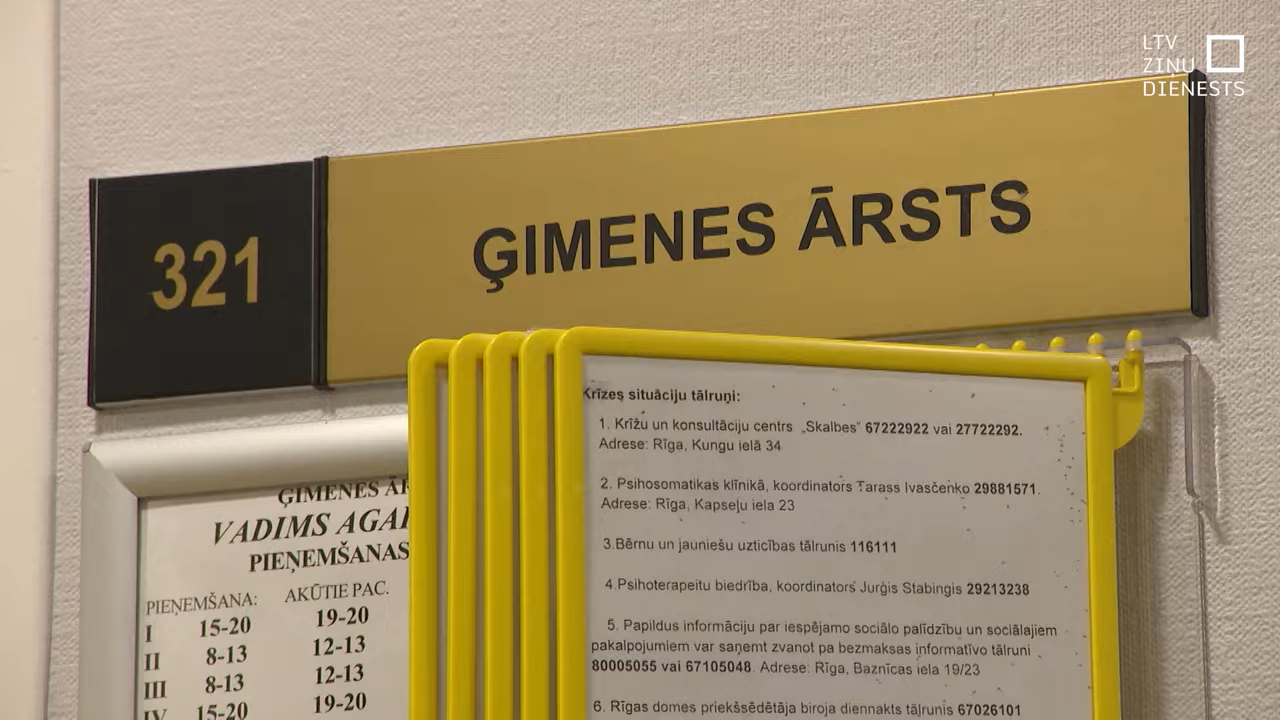 LTV
ZIŅU
DIENESTS
321
ĢIMENES ĀRSTS
Krīzes situāciju tālruņi:
1. Krīžu un konsultāciju centrs „Skalbes" 67222922 vai 27722292.
Adrese: Rīga, Kungu ielā 34
2. Psihosomatikas klīnikā, koordinators Tarass Ivasčenko 29881571.
Adrese: Rīga, Kapseļu iela 23
3.Bērnu un jauniešu uzticības tālrunis 116111
4.Psihoterapeitu biedrība, koordinators Jurģis Stabingis 29213238
5. Papildus informāciju par iespējamo sociālo palīdzību un sociālajiem
pakalpojumiem var saņemt zvanot pa bezmaksas informatīvo tālruni
80005055 vai 67105048. Adrese: Rīga, Baznīcas iela 19/23
6. Rīgas domes priekšsēdētāja biroja diennakts tālrunis 67026101
ĢIMENES
VADIMS
PIEŅEMŠANAS
PIEŅEMŠANA: AKŪTIE PAC.
I 15-20 19-20
II 8-13 12-13
III 8-13 12-13
IV 15-20 19-20